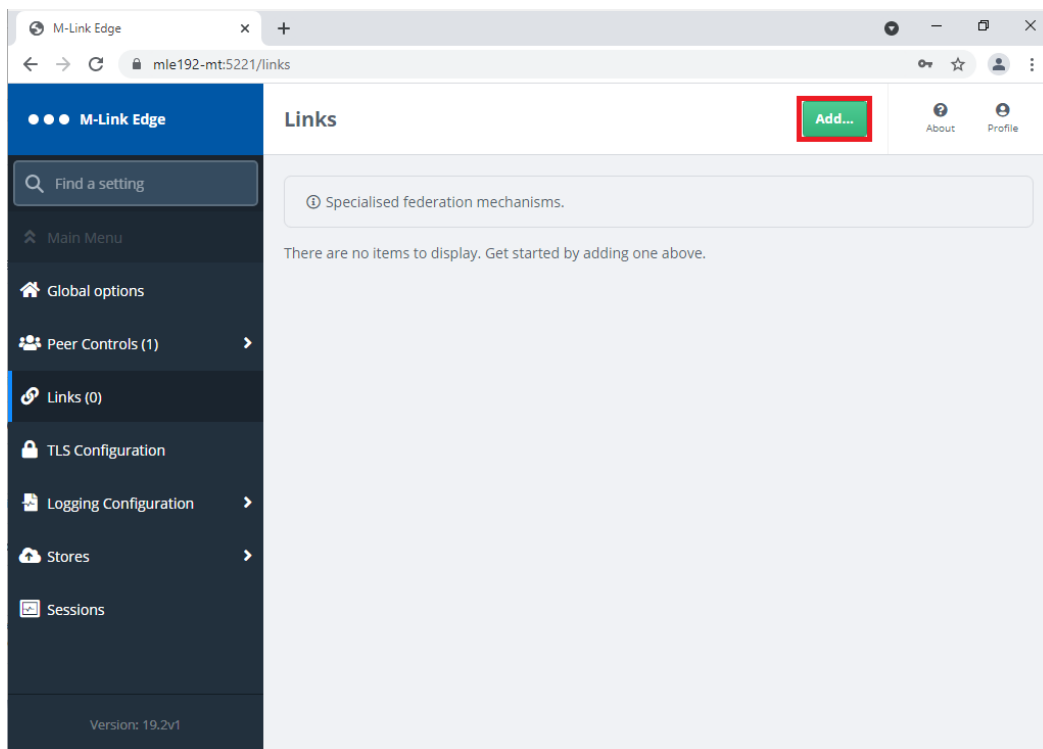 M-Link Edge
mle192-mt:5221/links
M-Link Edge
Links
Add...
About
Profile
Find a setting
Specialised federation mechanisms.
Main Menu
There are no items to display. Get started by adding one above.
Global options
Peer Controls (1)
Links (0)
TLS Configuration
Logging Configuration
Stores
Sessions
Version: 19.2v1